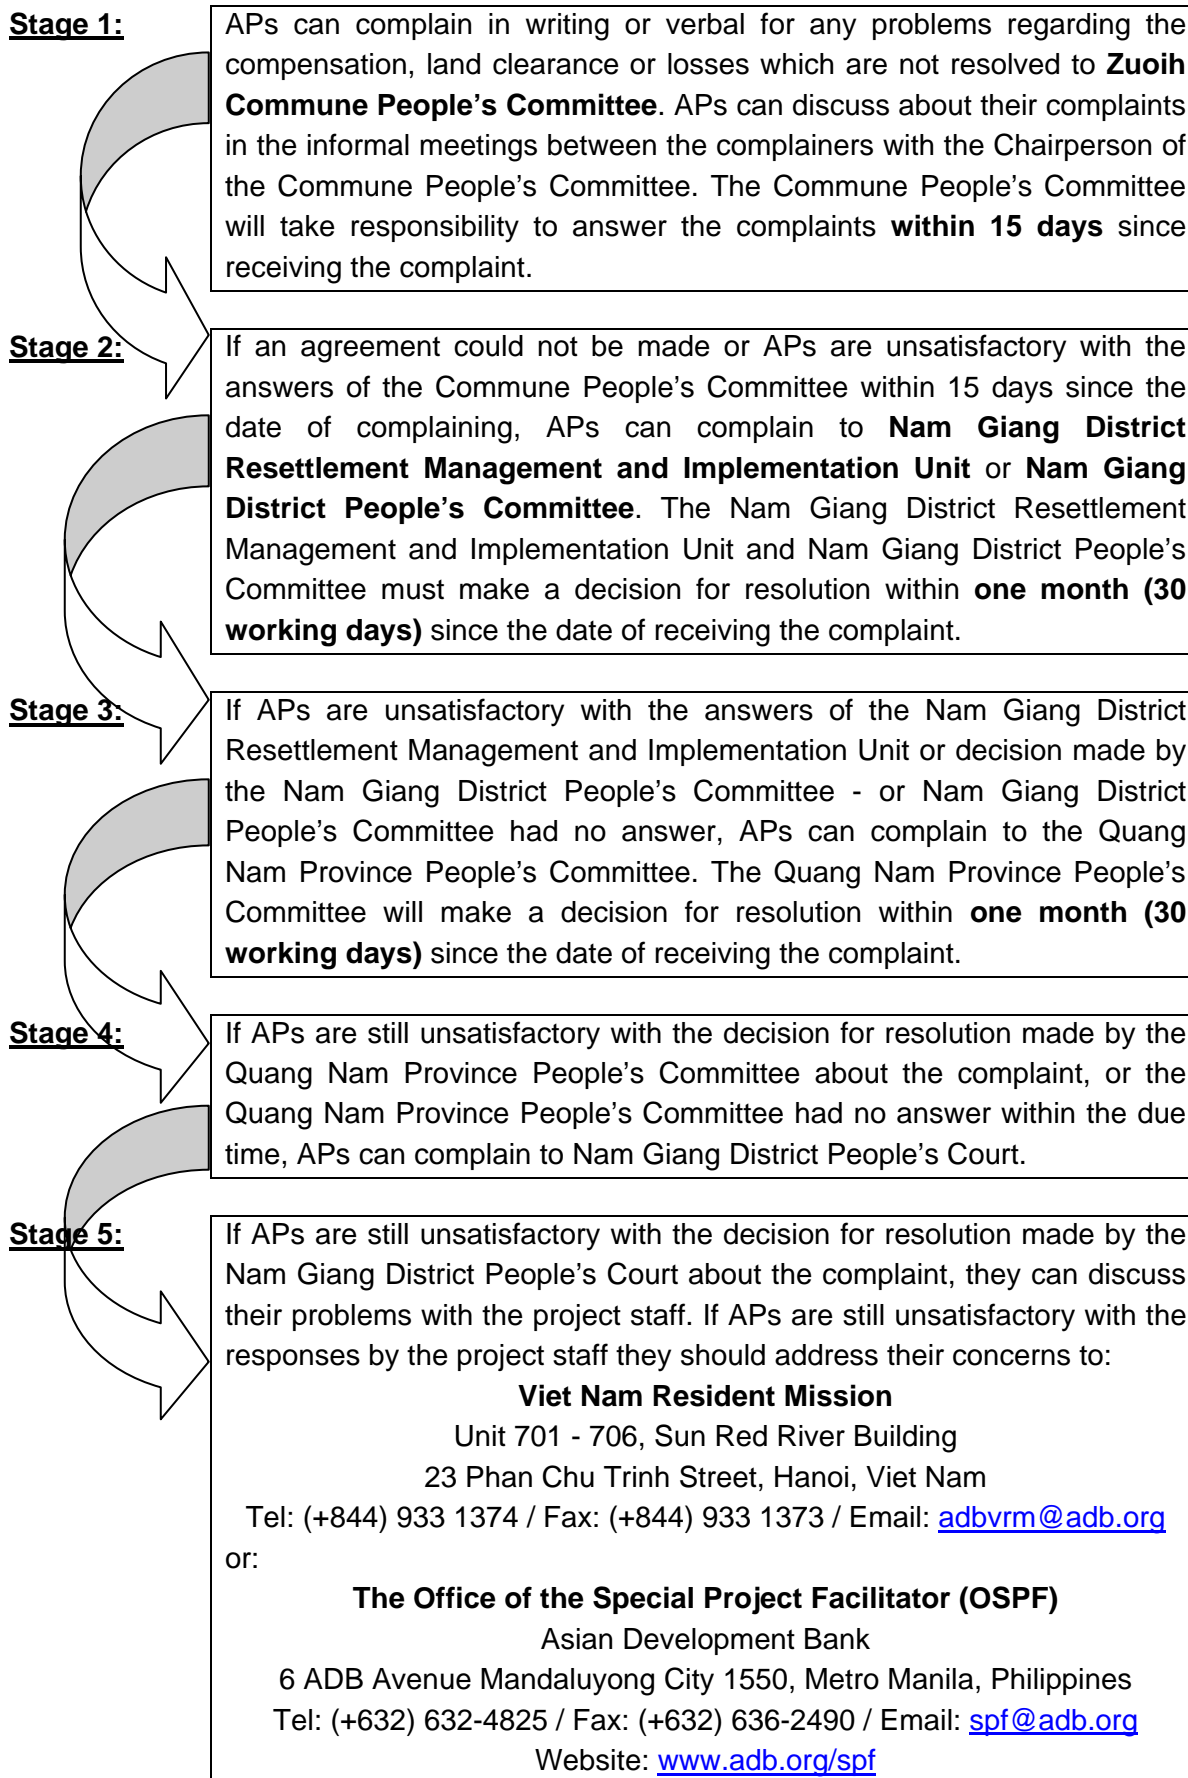 Stage 1:
APs can complain in writing or verbal for any problems regarding the
compensation, land clearance or losses which are not resolved to Zuoih
Commune People's Committee. APs can discuss about their complaints
in the informal meetings between the complainers with the Chairperson of
the Commune People's Committee. The Commune People's Committee
will take responsibility to answer the complaints within 15 days since
receiving the complaint.
Stage 2:
If an agreement could not be made or APs are unsatisfactory with the
answers of the Commune People's Committee within 15 days since the
date of complaining, APs can complain to Nam Giang District
Resettlement Management and Implementation Unit or Nam Giang
District People's Committee. The Nam Giang District Resettlement
Management and Implementation Unit and Nam Giang District People's
Committee must make a decision for resolution within one month (30
working days) since the date of receiving the complaint.
Stage 3:
If APs are unsatisfactory with the answers of the Nam Giang District
Resettlement Management and Implementation Unit or decision made by
the Nam Giang District People's Committee - or Nam Giang District
People's Committee had no answer, APs can complain to the Quang
Nam Province People's Committee. The Quang Nam Province People's
Committee will make a decision for resolution within one month (30
working days) since the date of receiving the complaint.
Stage 4:
If APs are still unsatisfactory with the decision for resolution made by the
Quang Nam Province People's Committee about the complaint, or the
Quang Nam Province People's Committee had no answer within the due
time, APs can complain to Nam Giang District People's Court.
Stage 5:
If APs are still unsatisfactory with the decision for resolution made by the
Nam Giang District People's Court about the complaint, they can discuss
their problems with the project staff. If APs are still unsatisfactory with the
responses by the project staff they should address their concerns to:
Viet Nam Resident Mission
Unit 701 - 706, Sun Red River Building
23 Phan Chu Trinh Street, Hanoi, Viet Nam
Tel: (+844) 933 1374 / Fax: (+844) 933 1373 / Email: adbvrm@adb.org
or:
The Office of the Special Project Facilitator (OSPF)
Asian Development Bank
6 ADB Avenue Mandaluyong City 1550, Metro Manila, Philippines
Tel: (+632) 632-4825 / Fax: (+632) 636-2490 / Email: spf@adb.org
Website: www.adb.org/spf